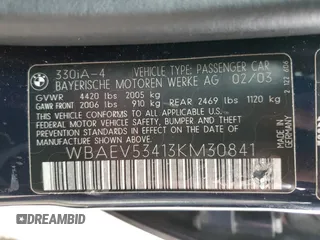 330iA-4 VEHICLE TYPE: PASSENGER CAR
BAYERISCHE MOTOREN WERKE AG 02/03
GVWR 4420 lbs 2005 kg
GAWR FRONT 2006 lbs 910 kg REAR 2469 lbs 1120 kg
THIS VEHICLE CONFORMS TO ALL APPLICABLE
FEDERAL MOTOR VEHICLE SAFETY, BUMPER,
AND THEFT PREVENTION STANDARDS IN EFFECT
ON THE DATE OF MANUFACTURE SHOWN ABOVE.
WBAEV53413KM30841
MADE IN GERMANY
AUTOBIDMASTER